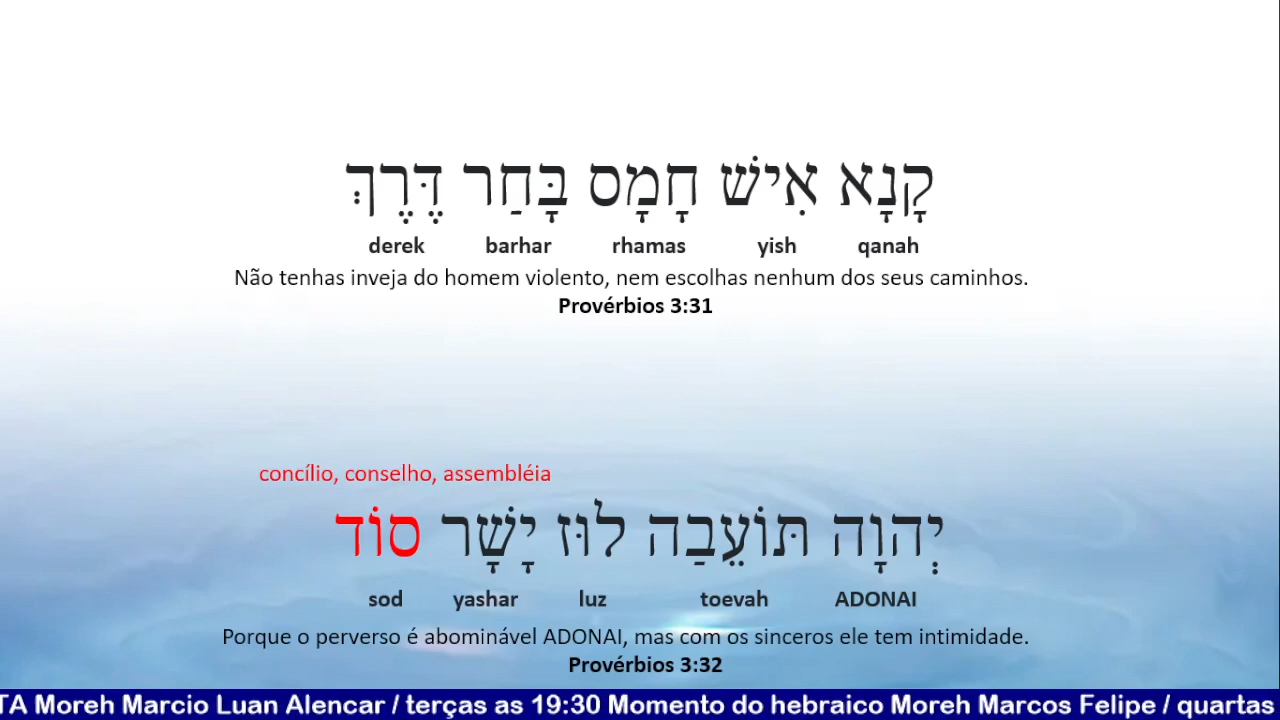 קָנָא אִישׁ חָמָס בָּחַר דֶּרֶךְ
derek barhar rhamas yish qanah
Não tenhas inveja do homem violento, nem escolhas nenhum dos seus caminhos.
Provérbios 3:31
concílio, conselho, assembléia
יְהוָה תּוֹעֵבַה לוּז יָשָׁר סוֹד
sod yashar luz toevah ADONAI
Porque o perverso é abominável ADONAI, mas com os sinceros ele tem intimidade.
Provérbios 3:32
TA Moreh Marcio Luan Alencar / terças as 19:30 Momento do hebraico Moreh Marcos Felipe / quartas